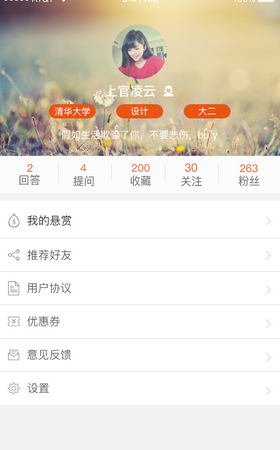 上官凌云
清华大学 设计 大二
假如生活欺骗了你，不要悲伤，
2 4 200 30 263
回答 提问 收藏 关注 粉丝
我的悬赏
推荐好友
用户协议
优惠券
意见反馈
设置